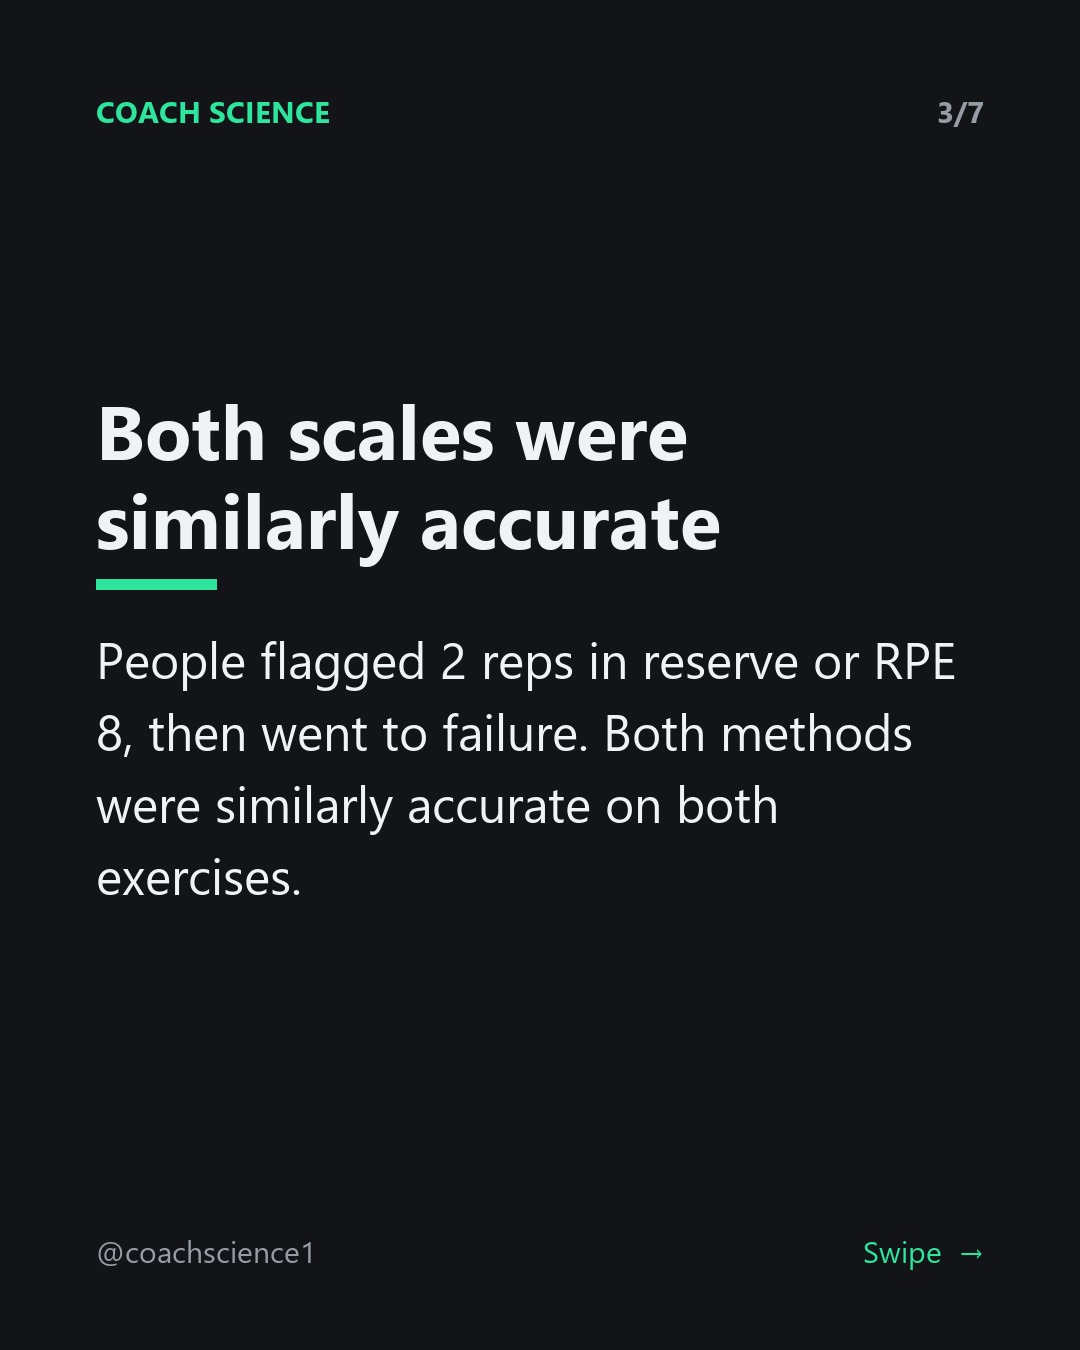 COACH SCIENCE
3/7
Both scales were
similarly accurate
People flagged 2 reps in reserve or RPE
8, then went to failure. Both methods
were similarly accurate on both
exercises.
@coachscience1
Swipe →